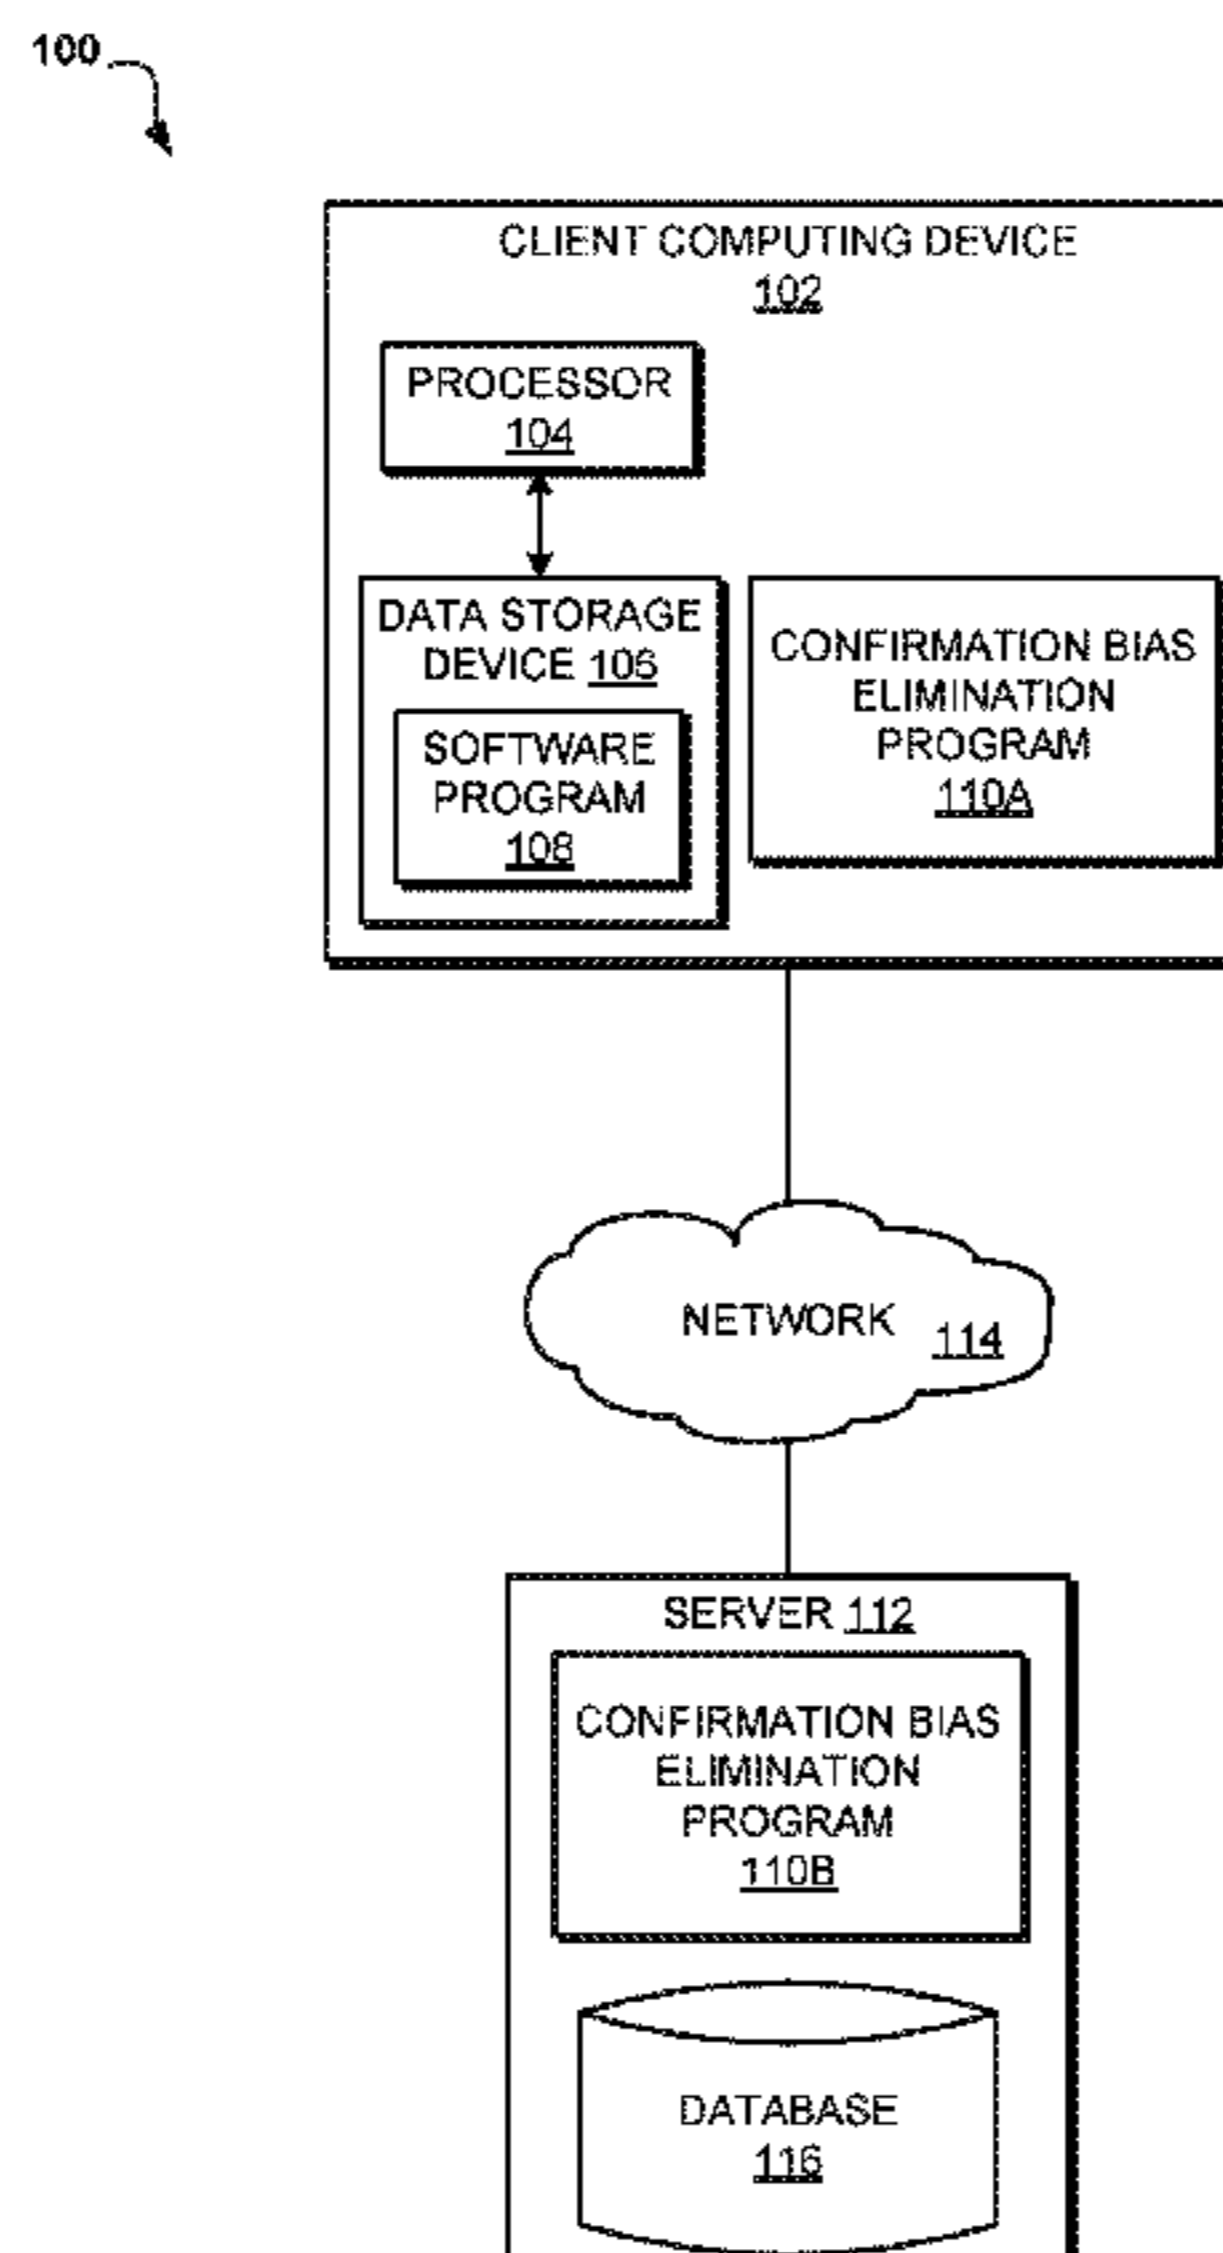 100
CLIENT COMPUTING DEVICE
102
PROCESSOR
104
DATA STORAGE
DEVICE 106
SOFTWARE
PROGRAM
108
CONFIRMATION BIAS
ELIMINATION
PROGRAM
110A
NETWORK 114
SERVER 112
CONFIRMATION BIAS
ELIMINATION
PROGRAM
110B
DATABASE
116